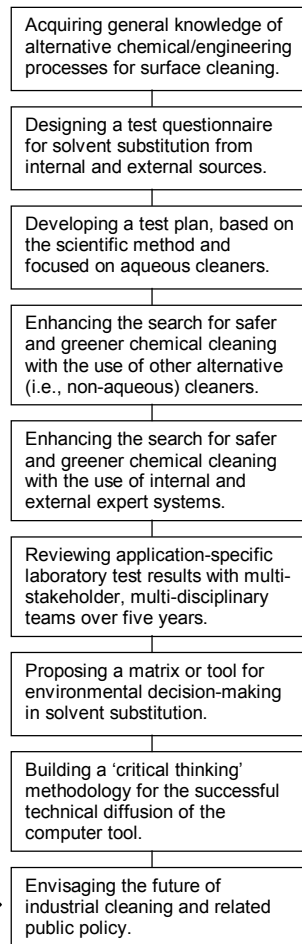 Acquiring general knowledge of
alternative chemical/engineering
processes for surface cleaning.
Designing a test questionnaire
for solvent substitution from
internal and external sources.
Developing a test plan, based on
the scientific method and
focused on aqueous cleaners.
Enhancing the search for safer
and greener chemical cleaning
with the use of other alternative
(i.e., non-aqueous) cleaners.
Enhancing the search for safer
and greener chemical cleaning
with the use of internal and
external expert systems.
Reviewing application-specific
laboratory test results with multi-
stakeholder, multi-disciplinary
teams over five years.
Proposing a matrix or tool for
environmental decision-making
in solvent substitution.
Building a ‘critical thinking’
methodology for the successful
technical diffusion of the
computer tool.
Envisaging the future of
industrial cleaning and related
public policy.